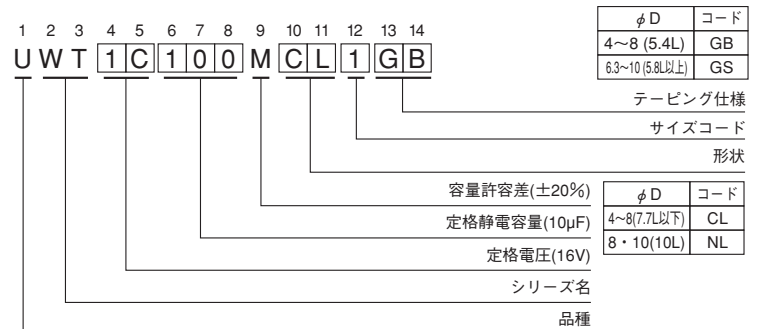 1 2 3 4 5 6 7 8 9 10 11 12 13 14
U W T 1 C 1 0 0 M C L 1 G B
φD コード
4～8 (5.4L) GB
6.3～10 (5.8L以上) GS
テーピング仕様
サイズコード
形状
容量許容差(±20%)
定格静電容量(10µF)
定格電圧(16V)
シリーズ名
品種
φD コード
4～8(7.7L以下) CL
8・10(10L) NL